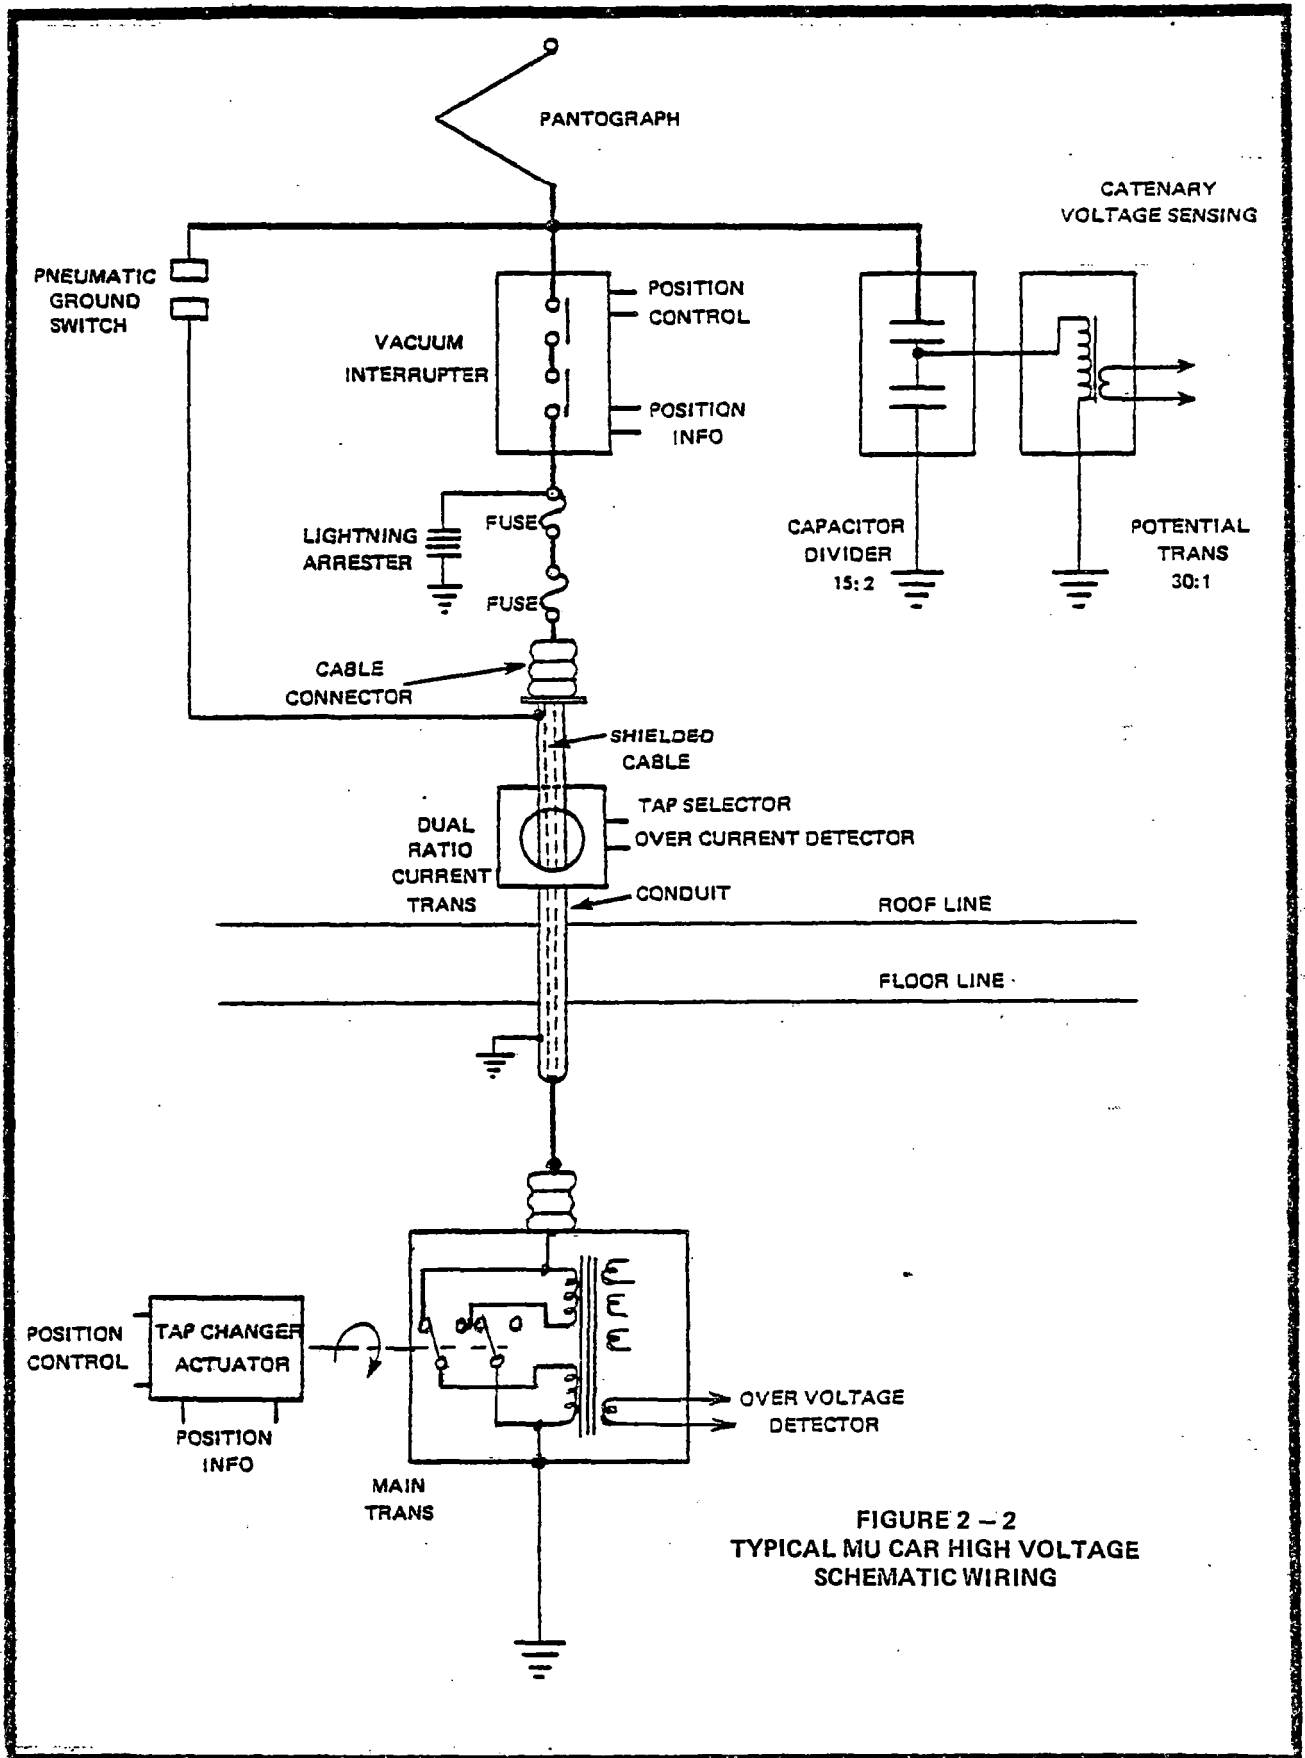 PANTOGRAPH
CATENARY
VOLTAGE SENSING
PNEUMATIC
GROUND
SWITCH
POSITION
CONTROL
VACUUM
INTERRUPTER
POSITION
INFO
LIGHTNING
ARRESTER
FUSE
FUSE
CAPACITOR
DIVIDER
15:2
POTENTIAL
TRANS
30:1
CABLE
CONNECTOR
SHIELDED
CABLE
TAP SELECTOR
OVER CURRENT DETECTOR
DUAL
RATIO
CURRENT
TRANS
CONDUIT
ROOF LINE
FLOOR LINE
POSITION
CONTROL
TAP CHANGER
ACTUATOR
POSITION
INFO
OVER VOLTAGE
DETECTOR
MAIN
TRANS
FIGURE 2 – 2
TYPICAL MU CAR HIGH VOLTAGE
SCHEMATIC WIRING